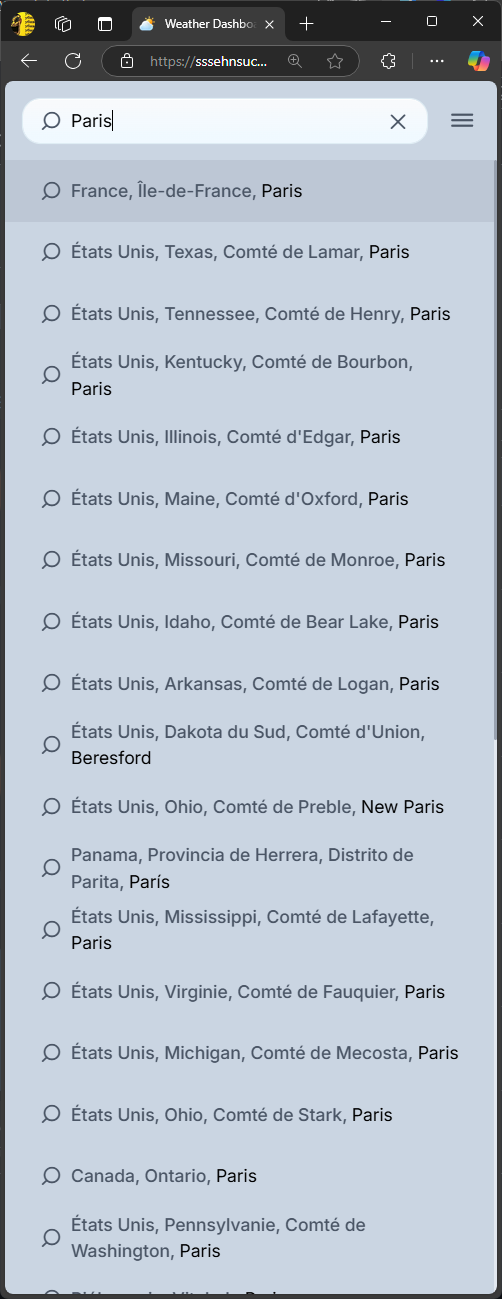 Weather Dashbo
https://sssehnsuc...
Paris
France, Île-de-France, Paris
États Unis, Texas, Comté de Lamar, Paris
États Unis, Tennessee, Comté de Henry, Paris
États Unis, Kentucky, Comté de Bourbon,
Paris
États Unis, Illinois, Comté d'Edgar, Paris
États Unis, Maine, Comté d'Oxford, Paris
États Unis, Missouri, Comté de Monroe, Paris
États Unis, Idaho, Comté de Bear Lake, Paris
États Unis, Arkansas, Comté de Logan, Paris
États Unis, Dakota du Sud, Comté d'Union,
Beresford
États Unis, Ohio, Comté de Preble, New Paris
Panama, Provincia de Herrera, Distrito de
Parita, París
États Unis, Mississippi, Comté de Lafayette,
Paris
États Unis, Virginie, Comté de Fauquier, Paris
États Unis, Michigan, Comté de Mecosta, Paris
États Unis, Ohio, Comté de Stark, Paris
Canada, Ontario, Paris
États Unis, Pennsylvanie, Comté de
Washington, Paris